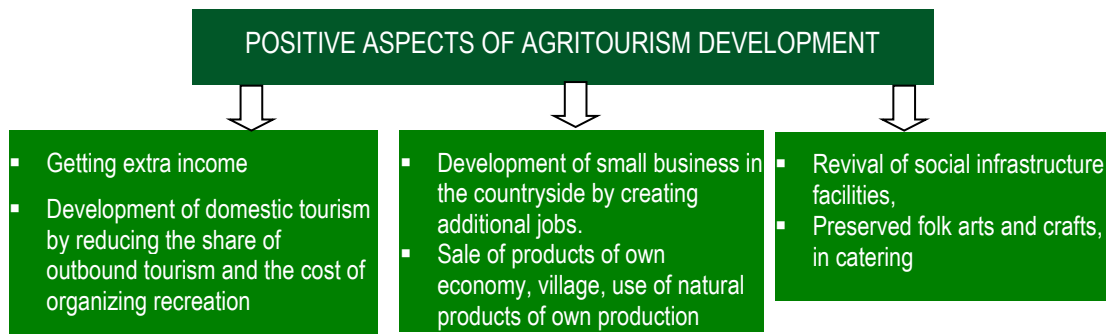 POSITIVE ASPECTS OF AGRITOURISM DEVELOPMENT
▪ Getting extra income
▪ Development of domestic tourism
by reducing the share of
outbound tourism and the cost of
organizing recreation
▪ Development of small business in
the countryside by creating
additional jobs.
▪ Sale of products of own
economy, village, use of natural
products of own production
▪ Revival of social infrastructure
facilities,
▪ Preserved folk arts and crafts,
in catering